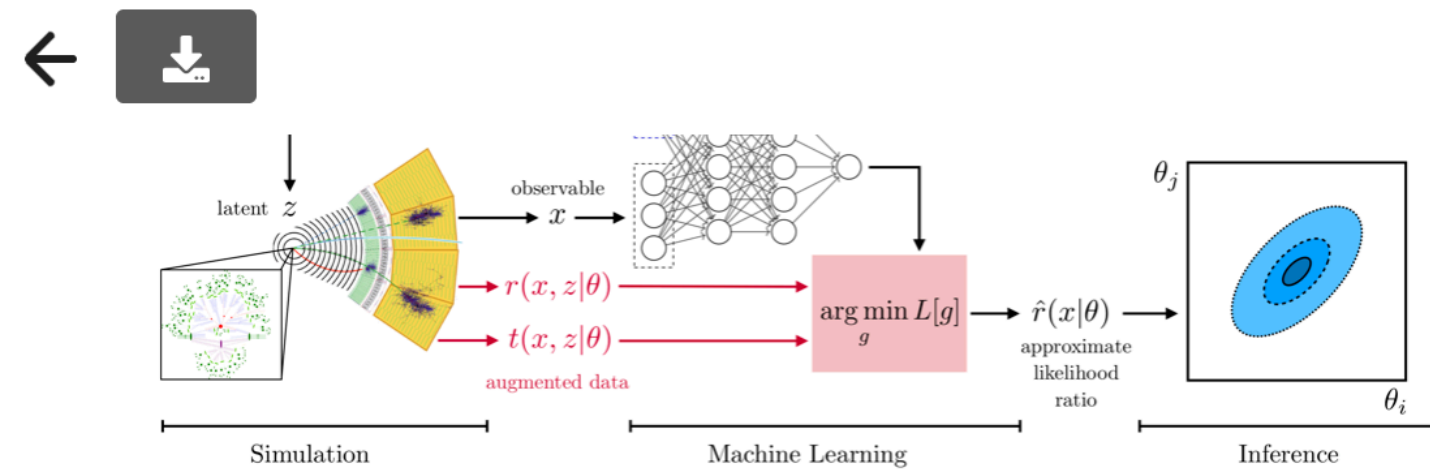 latent z
observable
x
r(x, z|θ)
t(x, z|θ)
augmented data
arg min L[g]
g
r̂(x|θ)
approximate
likelihood
ratio
θj
θi
Simulation
Machine Learning
Inference